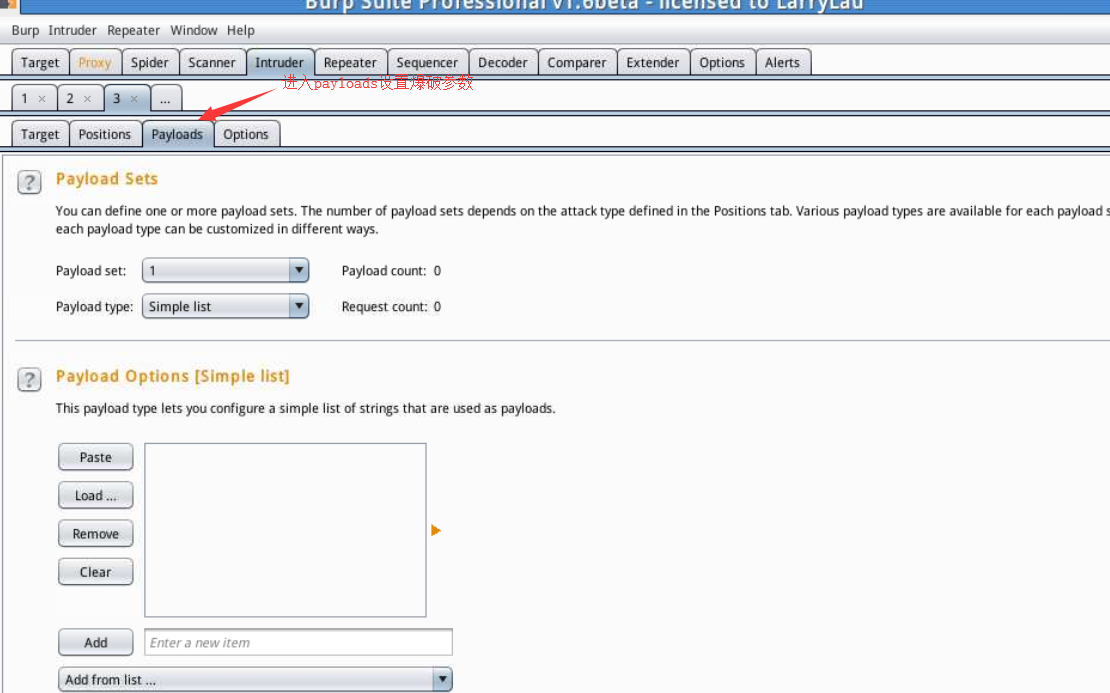 Burp Suite Professional v1.6beta - licensed to LarryLau
Burp Intruder Repeater Window Help
Target Proxy Spider Scanner Intruder Repeater Sequencer Decoder Comparer Extender Options Alerts
进入payloads设置爆破参数
1 × 2 × 3 × ...
Target Positions Payloads Options
? Payload Sets
You can define one or more payload sets. The number of payload sets depends on the attack type defined in the Positions tab. Various payload types are available for each payload s
each payload type can be customized in different ways.
Payload set: 1 Payload count: 0
Payload type: Simple list Request count: 0
? Payload Options [Simple list]
This payload type lets you configure a simple list of strings that are used as payloads.
Paste
Load ...
Remove
Clear
Add Enter a new item
Add from list ...